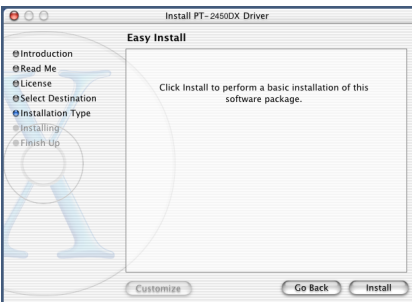 Install PT-2450DX Driver
Easy Install
Introduction
Read Me
License
Select Destination
Installation Type
Installing
Finish Up
Click Install to perform a basic installation of this
software package.
Customize
Go Back
Install